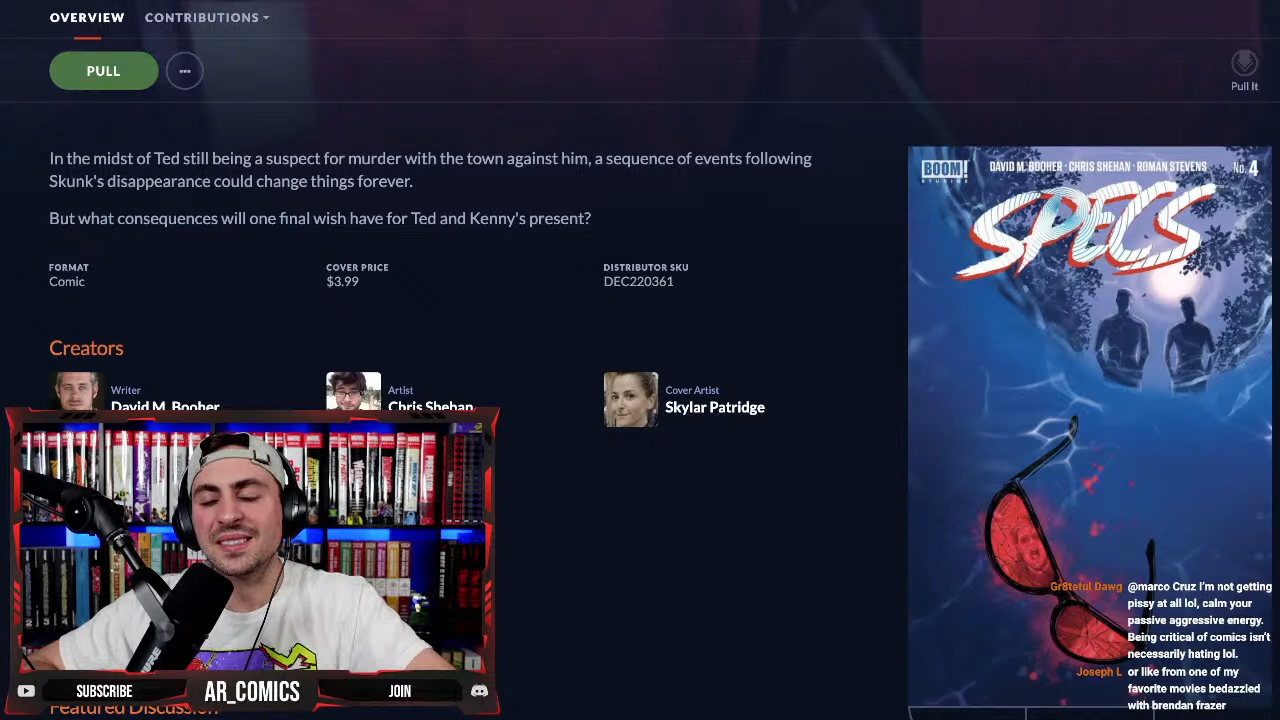 OVERVIEW CONTRIBUTIONS
PULL
Pull It
In the midst of Ted still being a suspect for murder with the town against him, a sequence of events following
Skunk's disappearance could change things forever.
But what consequences will one final wish have for Ted and Kenny's present?
FORMAT
Comic
COVER PRICE
$3.99
DISTRIBUTOR SKU
DEC220361
Creators
Writer
David M. Booher
Artist
Chris Shehan
Cover Artist
Skylar Patridge
BOOM!
STUDIOS
DAVID M. BOOHER · CHRIS SHEHAN · ROMAN STEVENS
No. 4
SPECS
Gr8teful Dawg @marco Cruz I'm not getting
pissy at all lol, calm your
passive aggressive energy.
Being critical of comics isn't
necessarily hating lol.
Joseph L or like from one of my
favorite movies bedazzled
with brendan frazer
SUBSCRIBE
AR_COMICS
JOIN
Featured Discussion